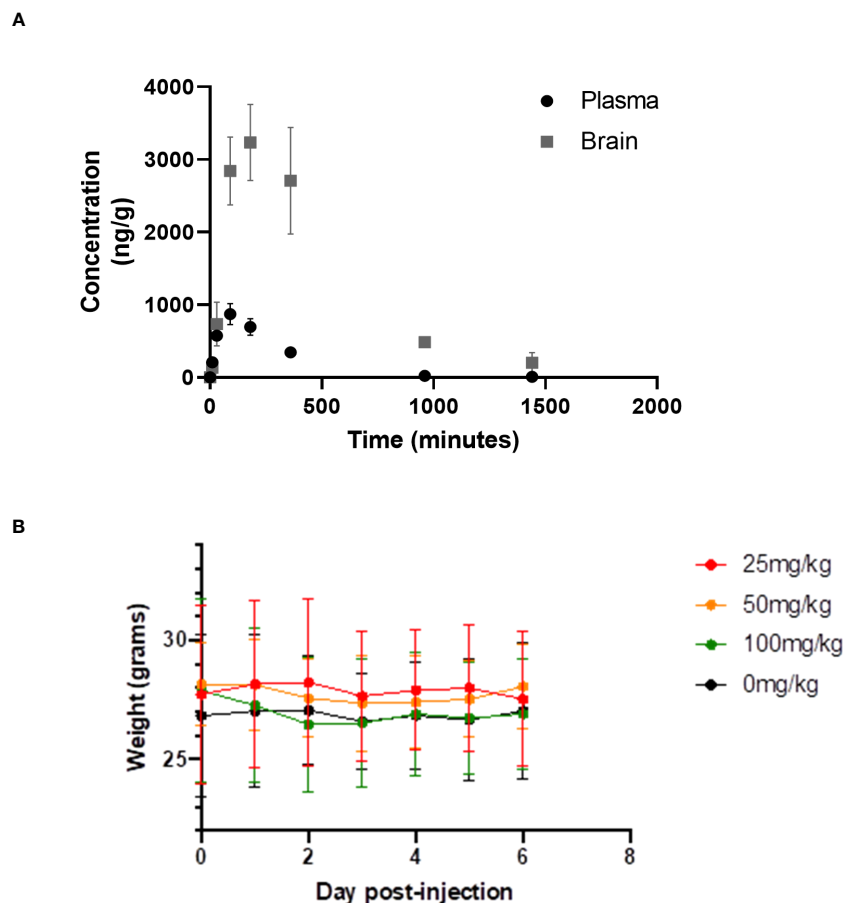 A
4000
3000
2000
1000
0
Concentration
(ng/g)
Plasma
Brain
0 500 1000 1500 2000
Time (minutes)
B
30
25
Weight (grams)
25mg/kg
50mg/kg
100mg/kg
0mg/kg
0 2 4 6 8
Day post-injection